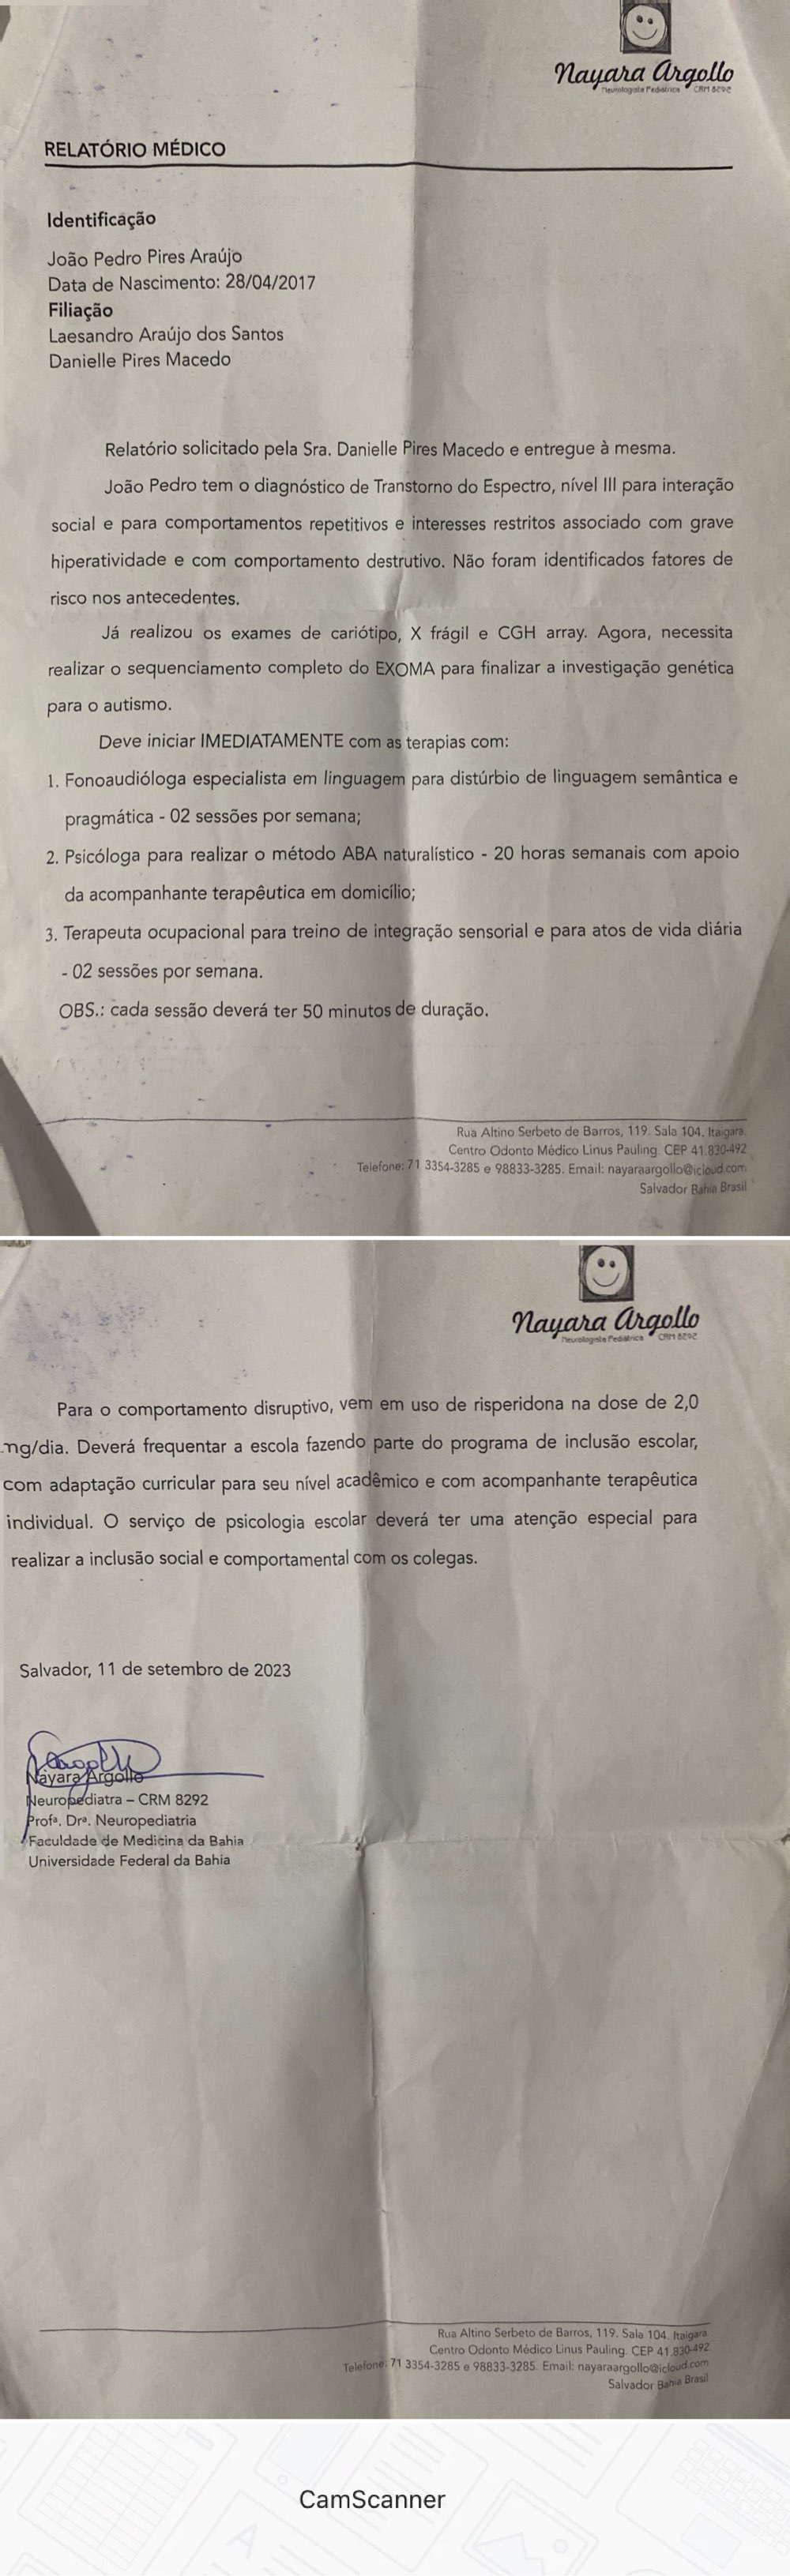 Nayara Argollo
Neurologista Pediátrica CRM 8292
RELATÓRIO MÉDICO
Identificação
João Pedro Pires Araújo
Data de Nascimento: 28/04/2017
Filiação
Laesandro Araújo dos Santos
Danielle Pires Macedo
Relatório solicitado pela Sra. Danielle Pires Macedo e entregue à mesma.
João Pedro tem o diagnóstico de Transtorno do Espectro, nível III para interação
social e para comportamentos repetitivos e interesses restritos associado com grave
hiperatividade e com comportamento destrutivo. Não foram identificados fatores de
risco nos antecedentes.
Já realizou os exames de cariótipo, X frágil e CGH array. Agora, necessita
realizar o sequenciamento completo do EXOMA para finalizar a investigação genética
para o autismo.
Deve iniciar IMEDIATAMENTE com as terapias com:
1. Fonoaudióloga especialista em linguagem para distúrbio de linguagem semântica e
pragmática - 02 sessões por semana;
2. Psicóloga para realizar o método ABA naturalístico - 20 horas semanais com apoio
da acompanhante terapêutica em domicílio;
3. Terapeuta ocupacional para treino de integração sensorial e para atos de vida diária
- 02 sessões por semana.
OBS.: cada sessão deverá ter 50 minutos de duração.
Rua Altino Serbeto de Barros, 119. Sala 104, Itaigara.
Centro Odonto Médico Linus Pauling. CEP 41.830-492
Telefone: 71 3354-3285 e 98833-3285. Email: nayaraargollo@icloud.com
Salvador Bahia Brasil
Nayara Argollo
Neurologista Pediátrica CRM 8292
Para o comportamento disruptivo, vem em uso de risperidona na dose de 2,0
mg/dia. Deverá frequentar a escola fazendo parte do programa de inclusão escolar,
com adaptação curricular para seu nível acadêmico e com acompanhante terapêutica
individual. O serviço de psicologia escolar deverá ter uma atenção especial para
realizar a inclusão social e comportamental com os colegas.
Salvador, 11 de setembro de 2023
Nayara Argollo
Neuropediatra – CRM 8292
Profª. Drª. Neuropediatria
Faculdade de Medicina da Bahia
Universidade Federal da Bahia
Rua Altino Serbeto de Barros, 119. Sala 104, Itaigara.
Centro Odonto Médico Linus Pauling. CEP 41.830-492
Telefone: 71 3354-3285 e 98833-3285. Email: nayaraargollo@icloud.com
Salvador Bahia Brasil
CamScanner